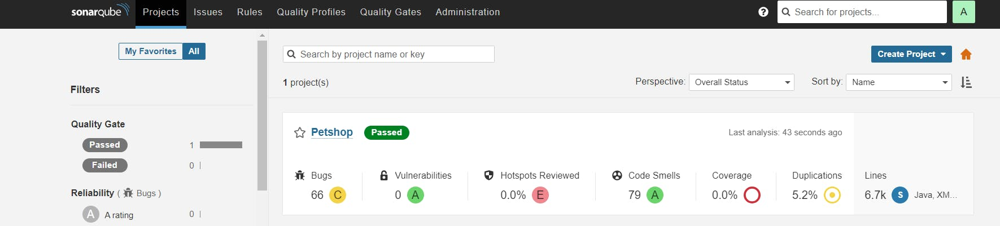 sonarqube Projects Issues Rules Quality Profiles Quality Gates Administration ? Search for projects... A
My Favorites All
Search by project name or key
Create Project
1 project(s)
Perspective: Overall Status Sort by: Name
Filters
Quality Gate
Passed 1
Failed 0
Reliability ( Bugs )
A A rating 0
Petshop Passed Last analysis: 43 seconds ago
Bugs Vulnerabilities Hotspots Reviewed Code Smells Coverage Duplications Lines
66 C 0 A 0.0% E 79 A 0.0% 5.2% 6.7k S Java, XM...